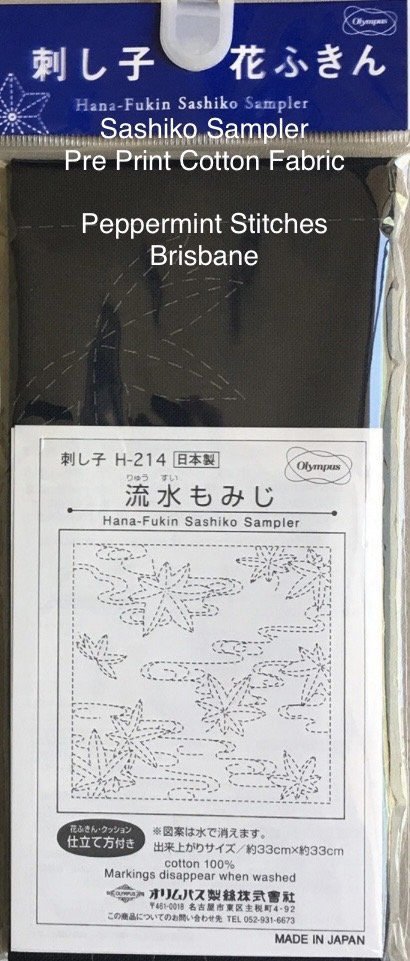 Olympus
刺し子 花ふきん
Hana-Fukin Sashiko Sampler
Sashiko Sampler
Pre Print Cotton Fabric
Peppermint Stitches
Brisbane
刺し子 H-214 日本製
Olympus
りゅう すい
流水もみじ
Hana-Fukin Sashiko Sampler
花ふきん・クッション
仕立て方付き
※図案は水で消えます。
出来上がりサイズ／約33cm×約33cm
cotton 100%
Markings disappear when washed
オリムパス製絲株式會社
〒461-0018 名古屋市東区主税町4-92
この商品についてのお問い合わせ先 TEL 052-931-6673
MADE IN JAPAN